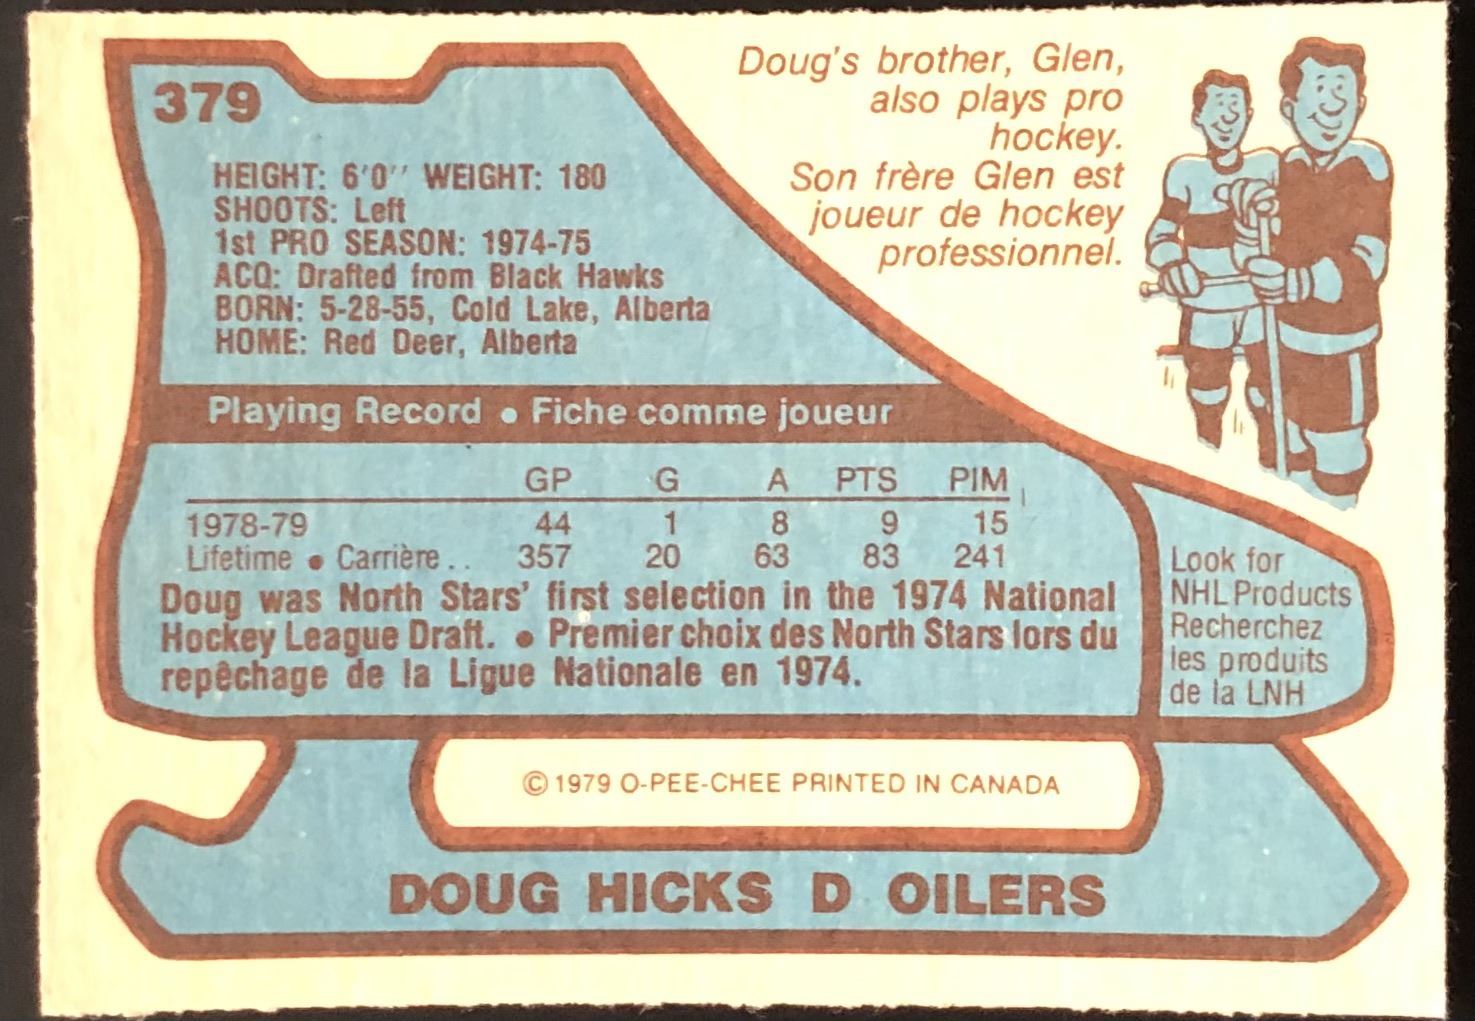 379
HEIGHT: 6'0" WEIGHT: 180
SHOOTS: Left
1st PRO SEASON: 1974-75
ACQ: Drafted from Black Hawks
BORN: 5-28-55, Cold Lake, Alberta
HOME: Red Deer, Alberta
Doug's brother, Glen,
also plays pro
hockey.
Son frère Glen est
joueur de hockey
professionnel.
Playing Record • Fiche comme joueur
GP G A PTS PIM
1978-79 44 1 8 9 15
Lifetime • Carrière .. 357 20 63 83 241
Doug was North Stars' first selection in the 1974 National
Hockey League Draft. • Premier choix des North Stars lors du
repêchage de la Ligue Nationale en 1974.
Look for
NHL Products
Recherchez
les produits
de la LNH
© 1979 O-PEE-CHEE PRINTED IN CANADA
DOUG HICKS D OILERS